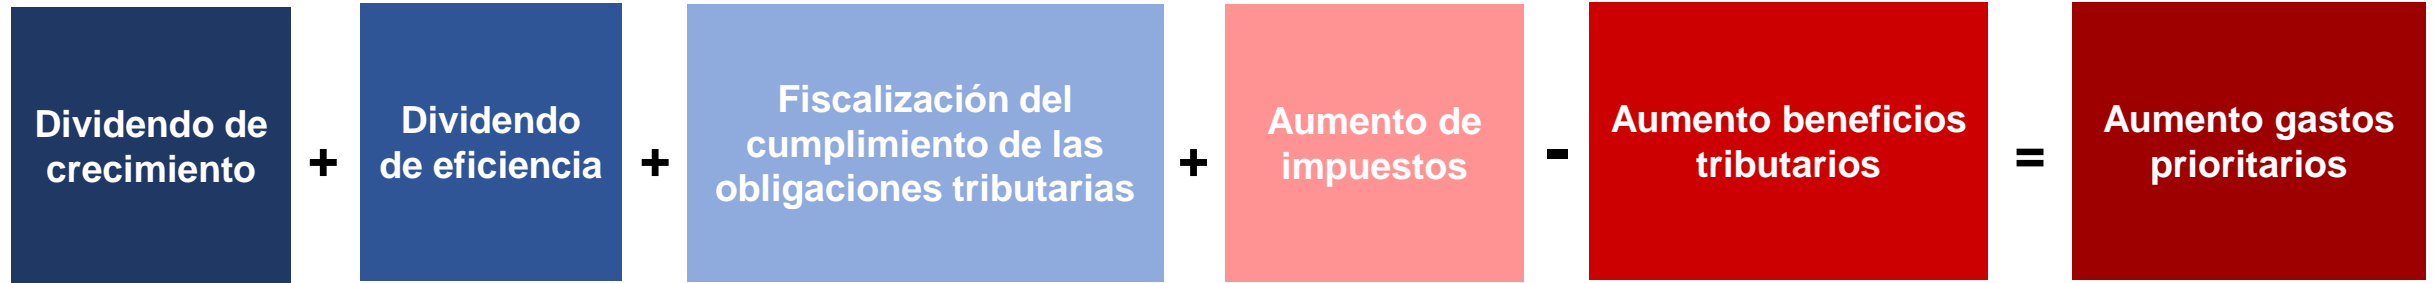 Dividendo de
crecimiento
+
Dividendo
de eficiencia
+
Fiscalización del
cumplimiento de las
obligaciones tributarias
+
Aumento de
impuestos
-
Aumento beneficios
tributarios
=
Aumento gastos
prioritarios